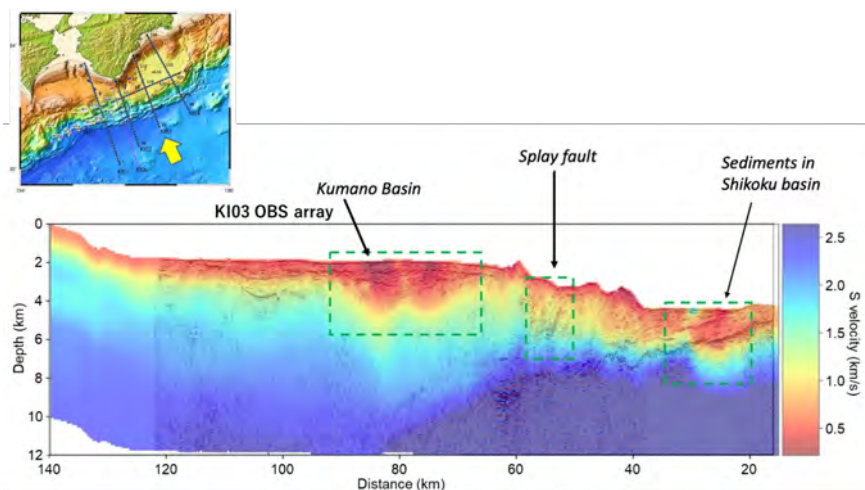 Splay fault
Sediments in
Shikoku basin
Kumano Basin
KI03 OBS array
0
2
4
6
8
10
12
Depth (km)
140
120
100
80
60
40
20
Distance (km)
2.5
2.0
1.5
1.0
0.5
S velocity (km/s)